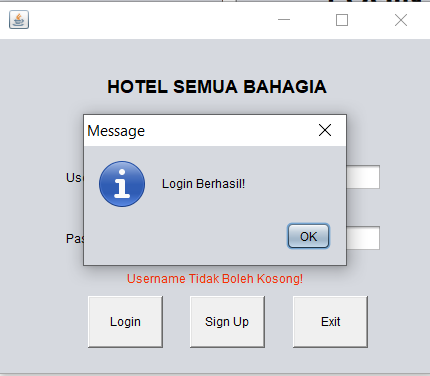 HOTEL SEMUA BAHAGIA
Message
Login Berhasil!
OK
Username Tidak Boleh Kosong!
Login
Sign Up
Exit